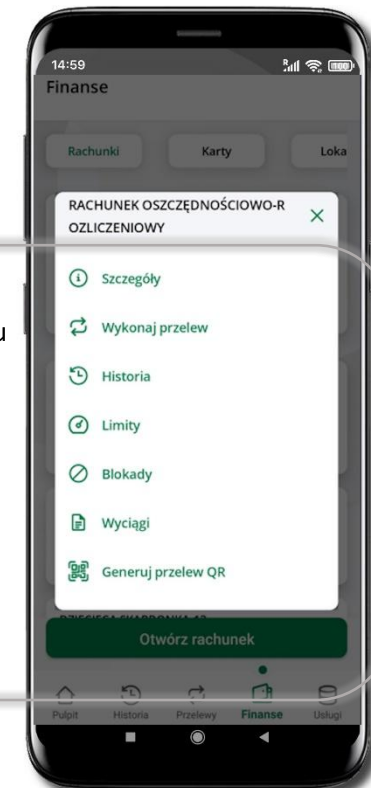 14:59
R
100
Finanse
Rachunki
Karty
Loka
RACHUNEK OSZCZĘDNOŚCIOWO-R
OZLICZENIOWY
Szczegóły
u
Wykonaj przelew
Historia
Limity
Blokady
Wyciągi
Generuj przelew QR
Otwórz rachunek
Pulpit
Historia
Przelewy
Finanse
Usługi